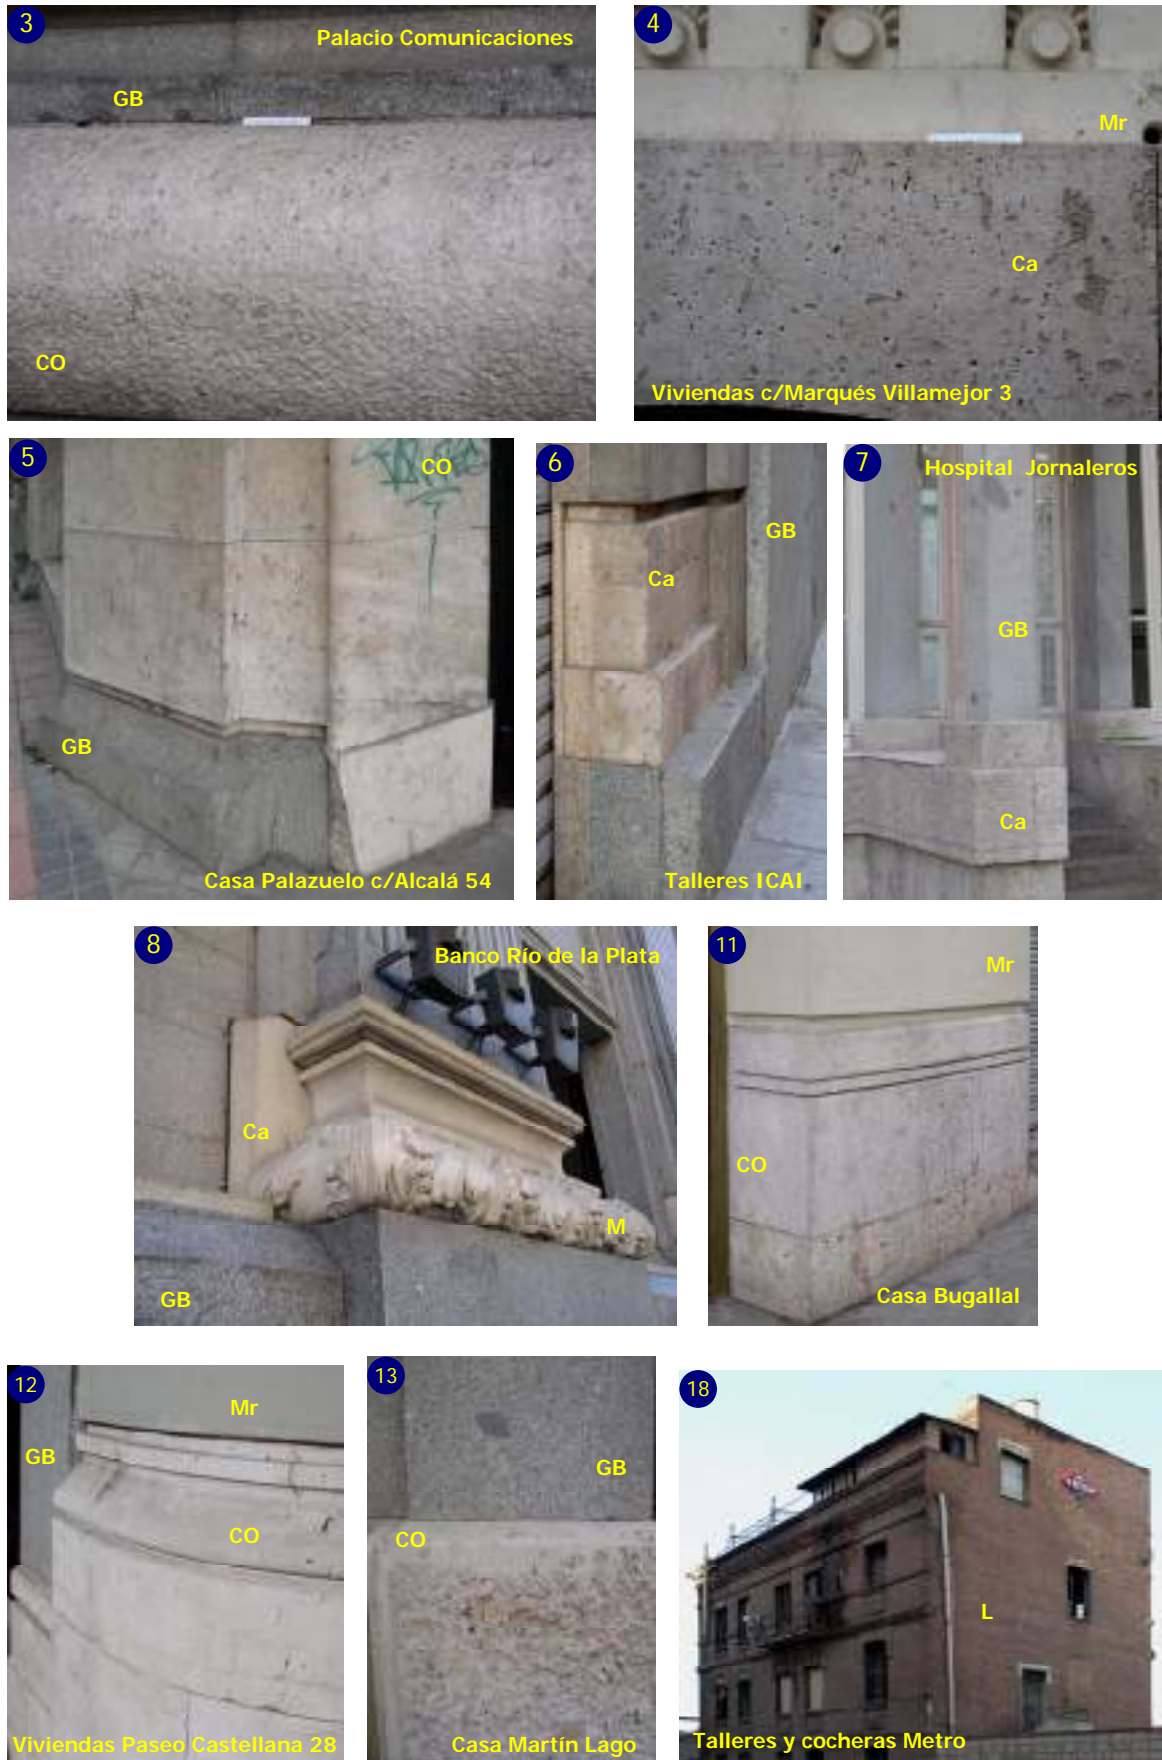 3
Palacio Comunicaciones
GB
CO
4
Mr
Ca
Viviendas c/Marqués Villamejor 3
5
CO
GB
Casa Palazuelo c/Alcalá 54
6
GB
Ca
Talleres ICAI
7
Hospital Jornaleros
GB
Ca
8
Banco Río de la Plata
Ca
M
GB
11
Mr
CO
Casa Bugallal
12
Mr
GB
CO
Viviendas Paseo Castellana 28
13
GB
CO
Casa Martín Lago
18
L
Talleres y cocheras Metro